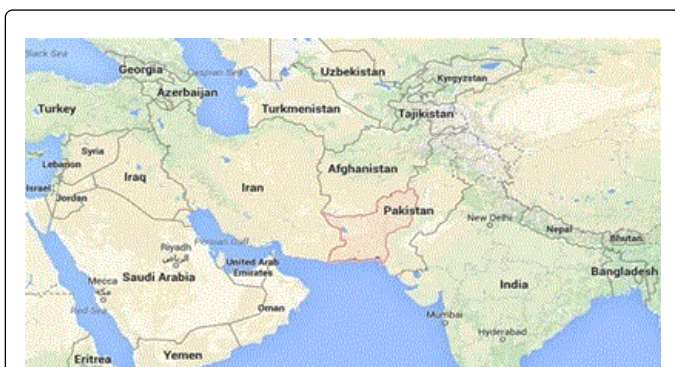 Black Sea
Georgia
Caspian Sea
Uzbekistan
Kyrgyzstan
Azerbaijan
Turkey
Turkmenistan
Tajikistan
Syria
Lebanon
Afghanistan
Iraq
Iran
Israel
Jordan
Pakistan
New Delhi
Nepal
Bhutan
Persian Gulf
Riyadh
الرياض
United Arab
Emirates
Bangladesh
Mecca
مكة
Saudi Arabia
India
Oman
Red Sea
Mumbai
Hyderabad
Yemen
Eritrea